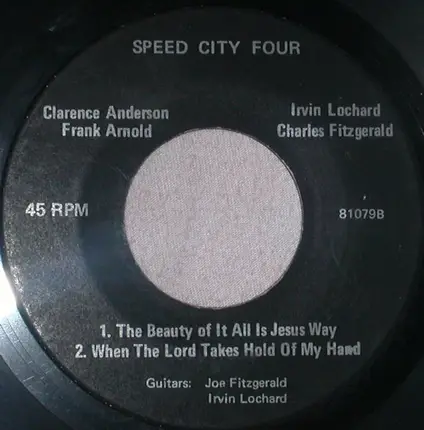 SPEED CITY FOUR
Clarence Anderson
Frank Arnold
Irvin Lochard
Charles Fitzgerald
45 RPM
81079B
1. The Beauty of It All Is Jesus Way
2. When The Lord Takes Hold Of My Hand
Guitars: Joe Fitzgerald
Irvin Lochard